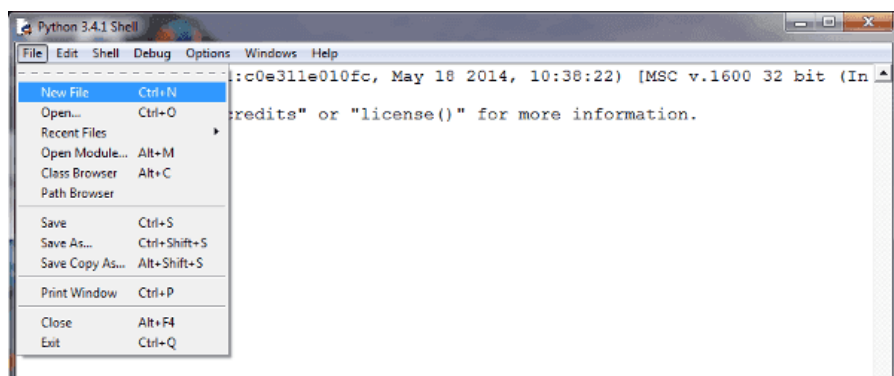 Python 3.4.1 Shell
File Edit Shell Debug Options Windows Help
:c0e311e010fc, May 18 2014, 10:38:22) [MSC v.1600 32 bit (In
New File Ctrl+N
Open... Ctrl+O
redits" or "license()" for more information.
Recent Files
Open Module... Alt+M
Class Browser Alt+C
Path Browser
Save Ctrl+S
Save As... Ctrl+Shift+S
Save Copy As... Alt+Shift+S
Print Window Ctrl+P
Close Alt+F4
Exit Ctrl+Q